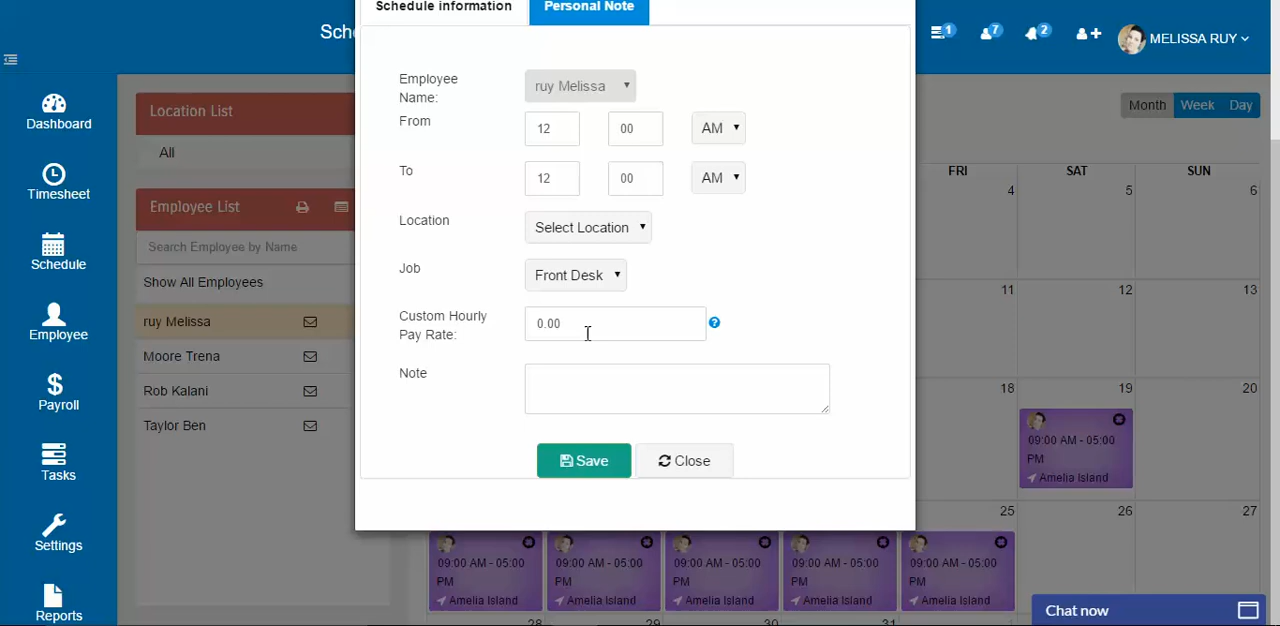 Schedule information
Personal Note
Sche
1
7
2
MELISSA RUY
Dashboard
Timesheet
Schedule
Employee
Payroll
Tasks
Settings
Reports
Location List
All
Employee List
Search Employee by Name
Show All Employees
ruy Melissa
Moore Trena
Rob Kalani
Taylor Ben
Employee
Name:
ruy Melissa
From
12
00
AM
To
12
00
AM
Location
Select Location
Job
Front Desk
Custom Hourly
Pay Rate:
0.00
?
Note
Save
Close
Month
Week
Day
FRI
SAT
SUN
4
5
6
11
12
13
18
19
20
09:00 AM - 05:00
PM
Amelia Island
25
26
27
09:00 AM - 05:00
PM
Amelia Island
09:00 AM - 05:00
PM
Amelia Island
09:00 AM - 05:00
PM
Amelia Island
09:00 AM - 05:00
PM
Amelia Island
09:00 AM - 05:00
PM
Amelia Island
28
29
30
31
Chat now